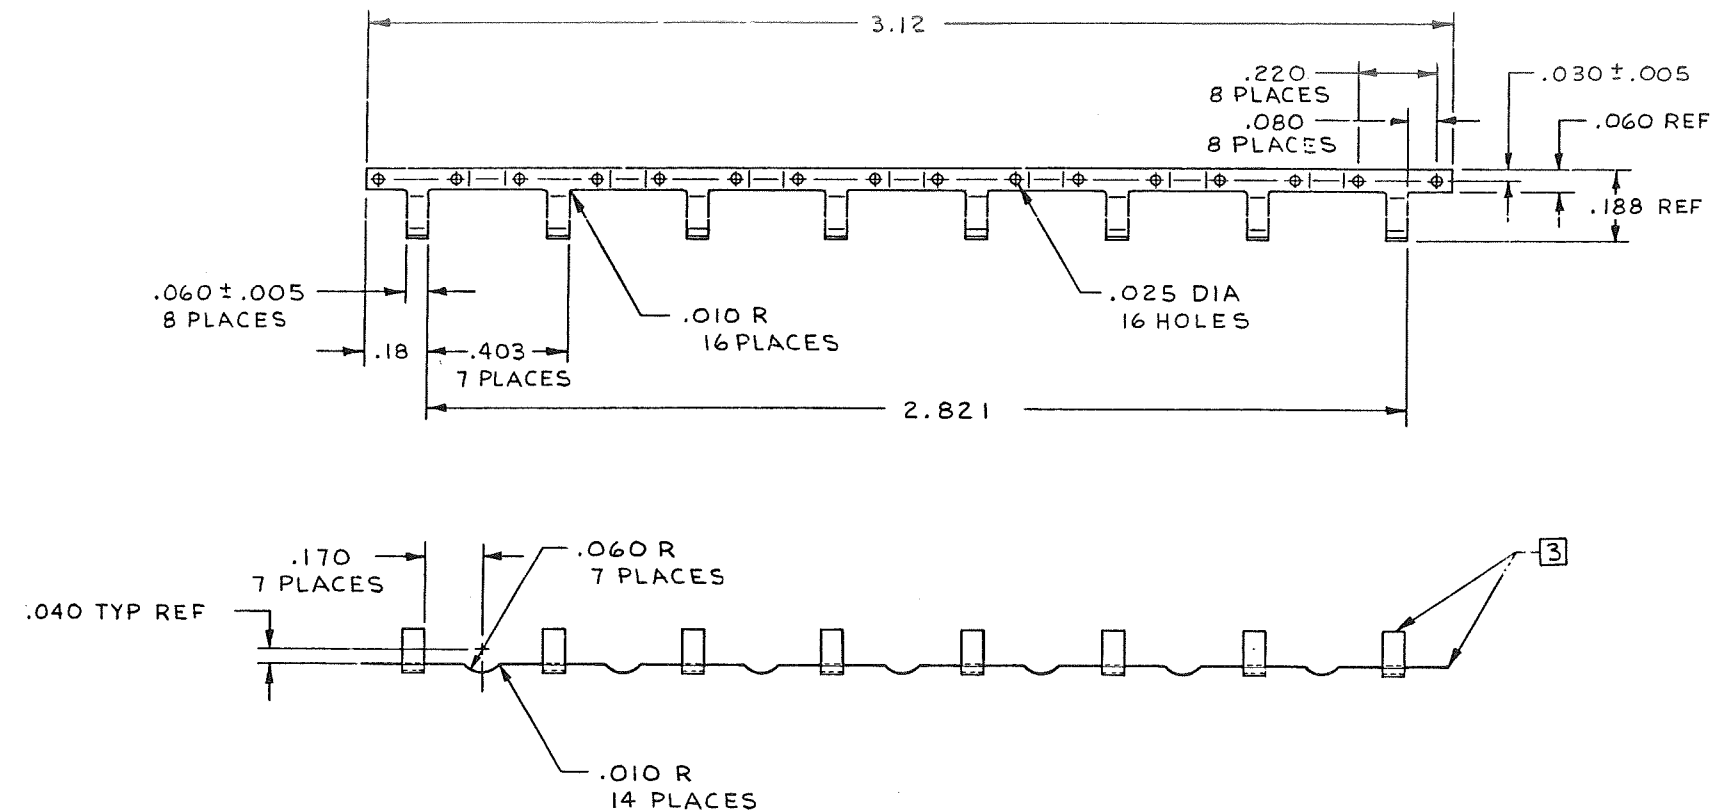 3.12
.220
8 PLACES
.030 ± .005
.080
8 PLACES
.060 REF
.188 REF
.060 ± .005
8 PLACES
.010 R
16 PLACES
.025 DIA
16 HOLES
.18
.403
7 PLACES
2.821
.170
7 PLACES
.060 R
7 PLACES
3
.040 TYP REF
.010 R
14 PLACES